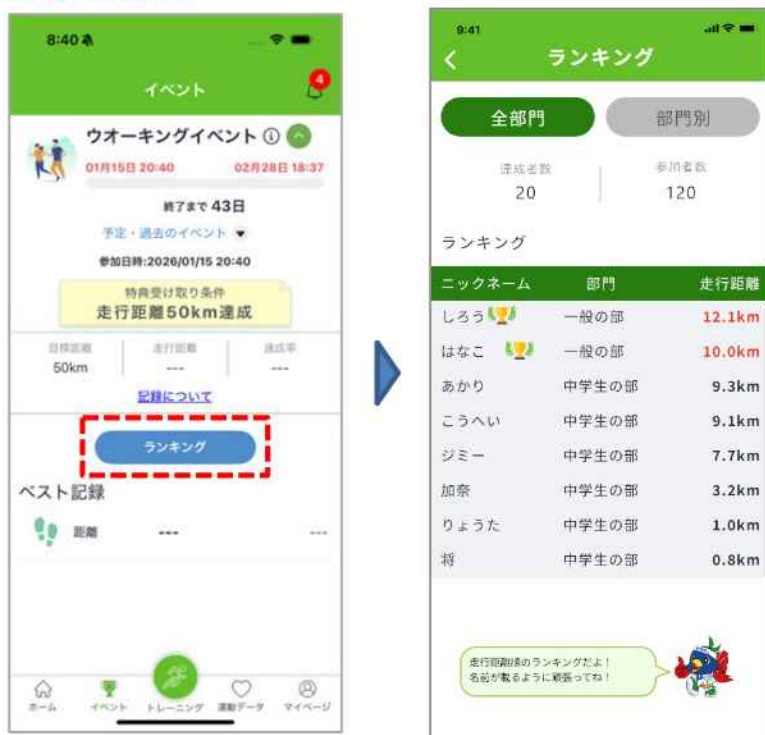 8:40
イベント
4
ウオーキングイベント
01月15日 20:40 02月28日 18:37
終了まで 43日
予定・過去のイベント ▼
参加日時:2026/01/15 20:40
特典受け取り条件
走行距離50km達成
目標距離 走行距離 達成率
50km --- ---
記録について
ランキング
ベスト記録
距離 --- ---
ホーム イベント トレーニング 運動データ マイページ
9:41
ランキング
全部門 部門別
達成者数 参加者数
20 120
ランキング
ニックネーム 部門 走行距離
しろう 一般の部 12.1km
はなこ 一般の部 10.0km
あかり 中学生の部 9.3km
こうへい 中学生の部 9.1km
ジミー 中学生の部 7.7km
加奈 中学生の部 3.2km
りょうた 中学生の部 1.0km
将 中学生の部 0.8km
走行距離順のランキングだよ!
名前が載るように頑張ってね!